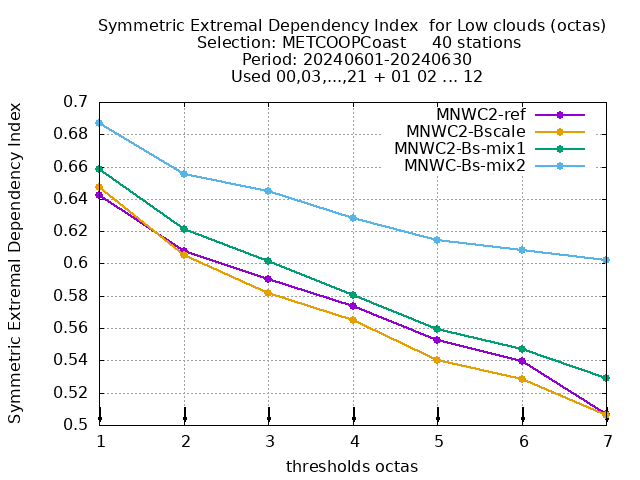 Symmetric Extremal Dependency Index  for Low clouds (octas)
Selection: METCOOPCoast     40 stations
Period: 20240601-20240630
Used 00,03,...,21 + 01 02 ... 12
Symmetric Extremal Dependency Index
0.7
0.68
0.66
0.64
0.62
0.6
0.58
0.56
0.54
0.52
0.5
MNWC2-ref
MNWC2-Bscale
MNWC2-Bs-mix1
MNWC-Bs-mix2
1 2 3 4 5 6 7
thresholds octas